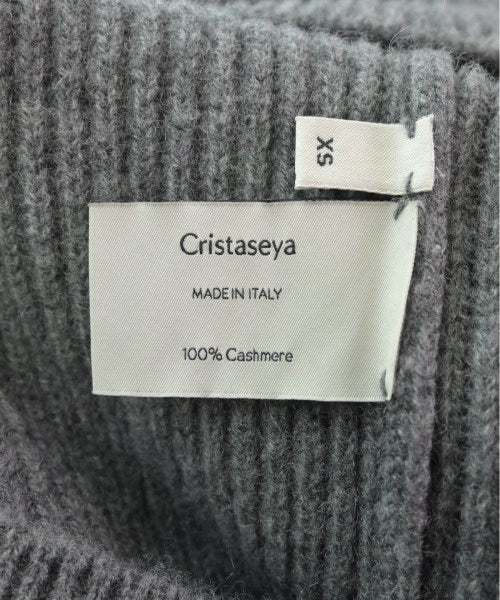 XS
Cristaseya
MADE IN ITALY
100% Cashmere